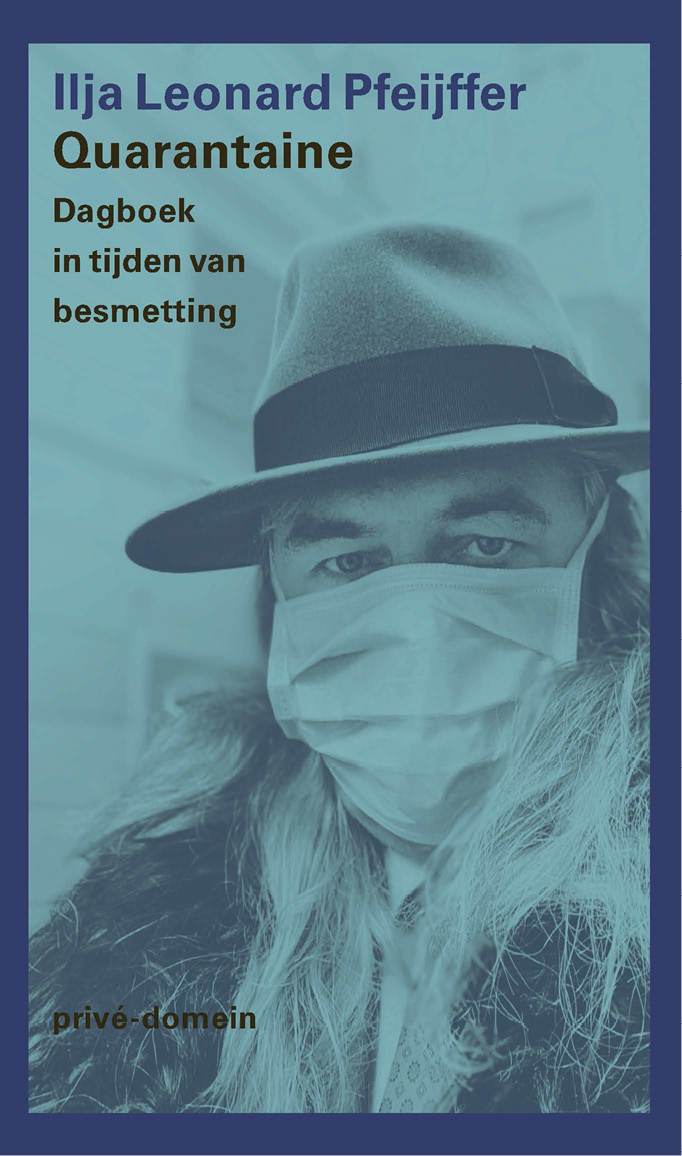 Ilja Leonard Pfeijffer
Quarantaine
Dagboek
in tijden van
besmetting
privé-domein